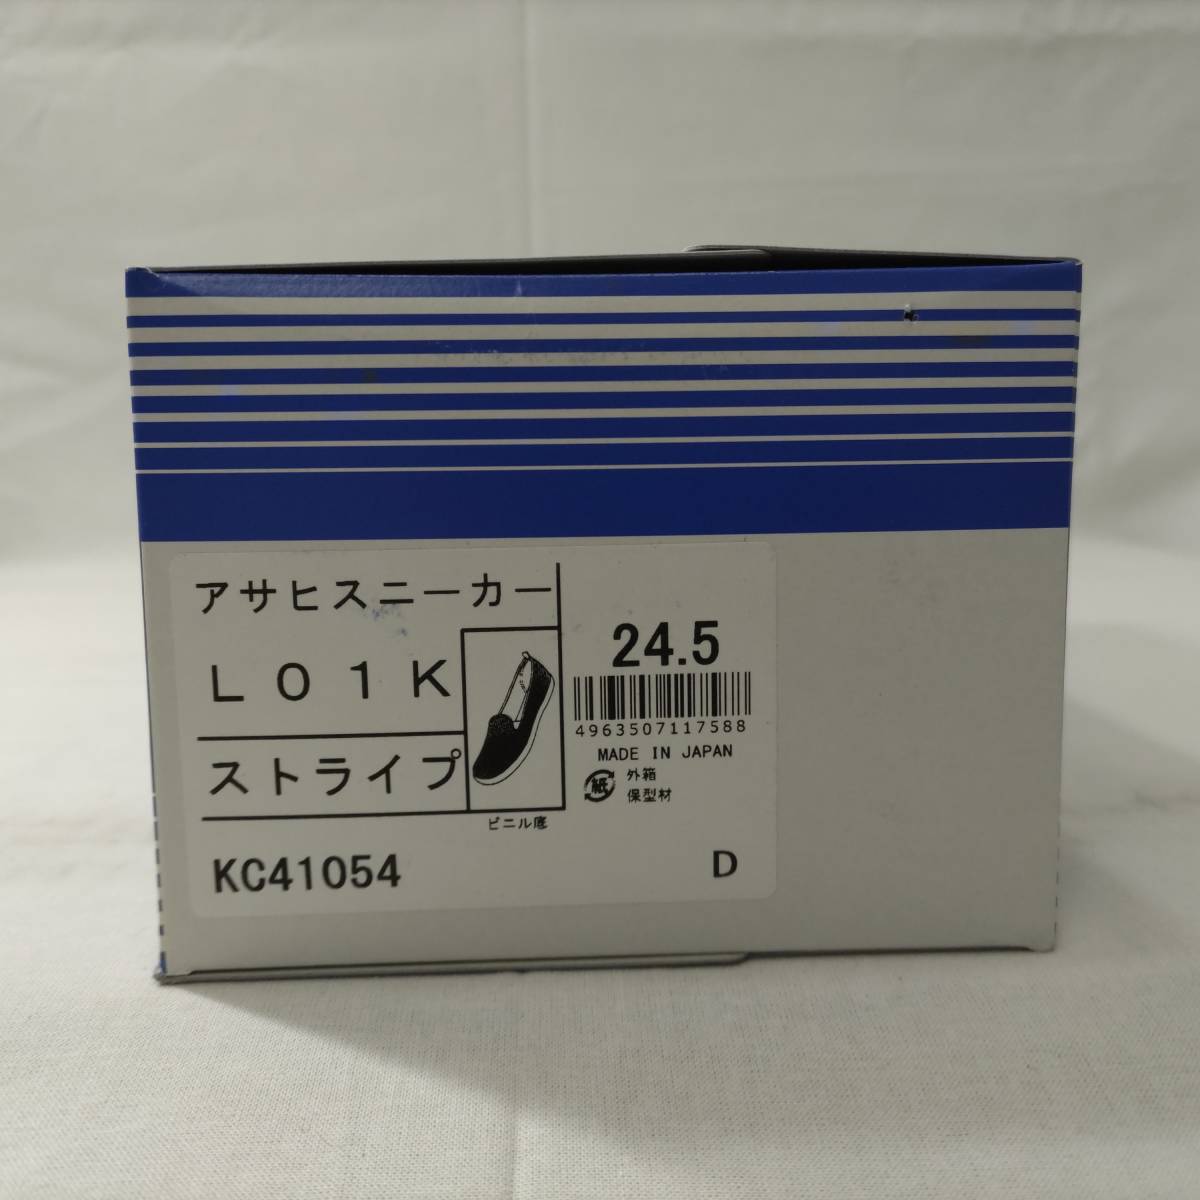 アサヒスニーカー
L01K
ストライプ
ビニル底
KC41054
24.5
4963507117588
MADE IN JAPAN
紙
外箱
保型材
D